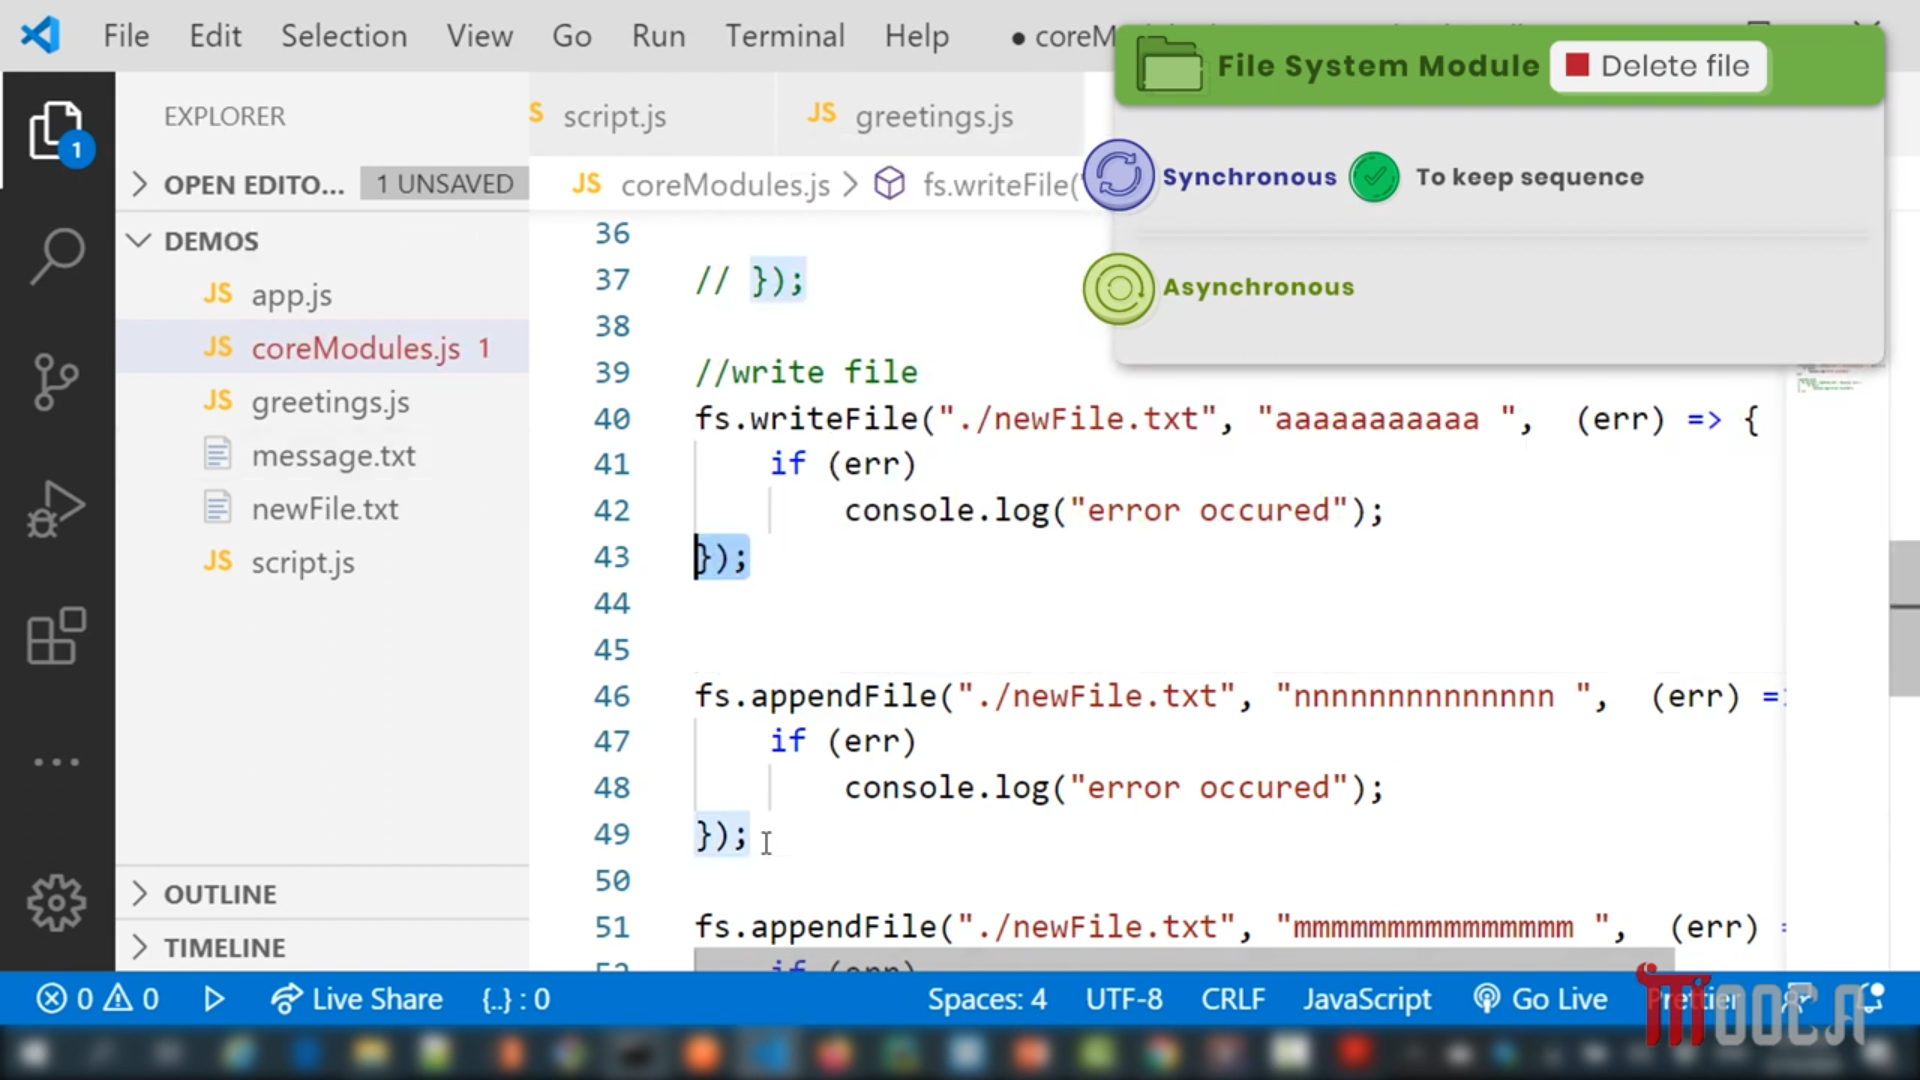 File Edit Selection View Go Run Terminal Help ● coreM
File System Module Delete file
EXPLORER
JS script.js JS greetings.js
Synchronous To keep sequence
OPEN EDITO... 1 UNSAVED
JS coreModules.js > fs.writeFile(
DEMOS
Asynchronous
JS app.js
JS coreModules.js 1
JS greetings.js
message.txt
newFile.txt
JS script.js
OUTLINE
TIMELINE
36
37 // });
38
39 //write file
40 fs.writeFile("./newFile.txt", "aaaaaaaaaaa ", (err) => {
41 if (err)
42 console.log("error occured");
43 });
44
45
46 fs.appendFile("./newFile.txt", "nnnnnnnnnnnnnn ", (err) =
47 if (err)
48 console.log("error occured");
49 });
50
51 fs.appendFile("./newFile.txt", "mmmmmmmmmmmmmmm ", (err)
if (err)
0 0 Live Share {..} : 0 Spaces: 4 UTF-8 CRLF JavaScript Go Live Prettier
MOOCA